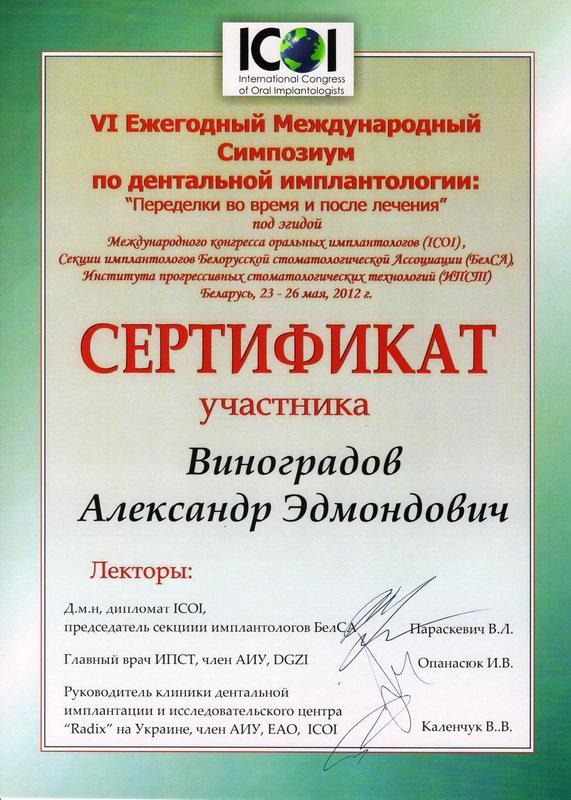 ICOI
International Congress
of Oral Implantologists
VI Ежегодный Международный
Симпозиум
по дентальной имплантологии:
"Переделки во время и после лечения"
под эгидой
Международного конгресса оральных имплантологов (ICOI) ,
Секции имплантологов Белорусской стоматологической Ассоциации (БелСА),
Института прогрессивных стоматологических технологий (ИПСТ)
Беларусь, 23 - 26 мая, 2012 г.
СЕРТИФИКАТ
участника
Виноградов
Александр Эдмондович
Лекторы:
Д.м.н, дипломат ICOI,
председатель секциии имплантологов БелСА Параскевич В.Л.
Главный врач ИПСТ, член АИУ, DGZI Опанасюк И.В.
Руководитель клиники дентальной
имплантации и исследовательского центра
"Radix" на Украине, член АИУ, ЕАО, ICOI Каленчук В..В.